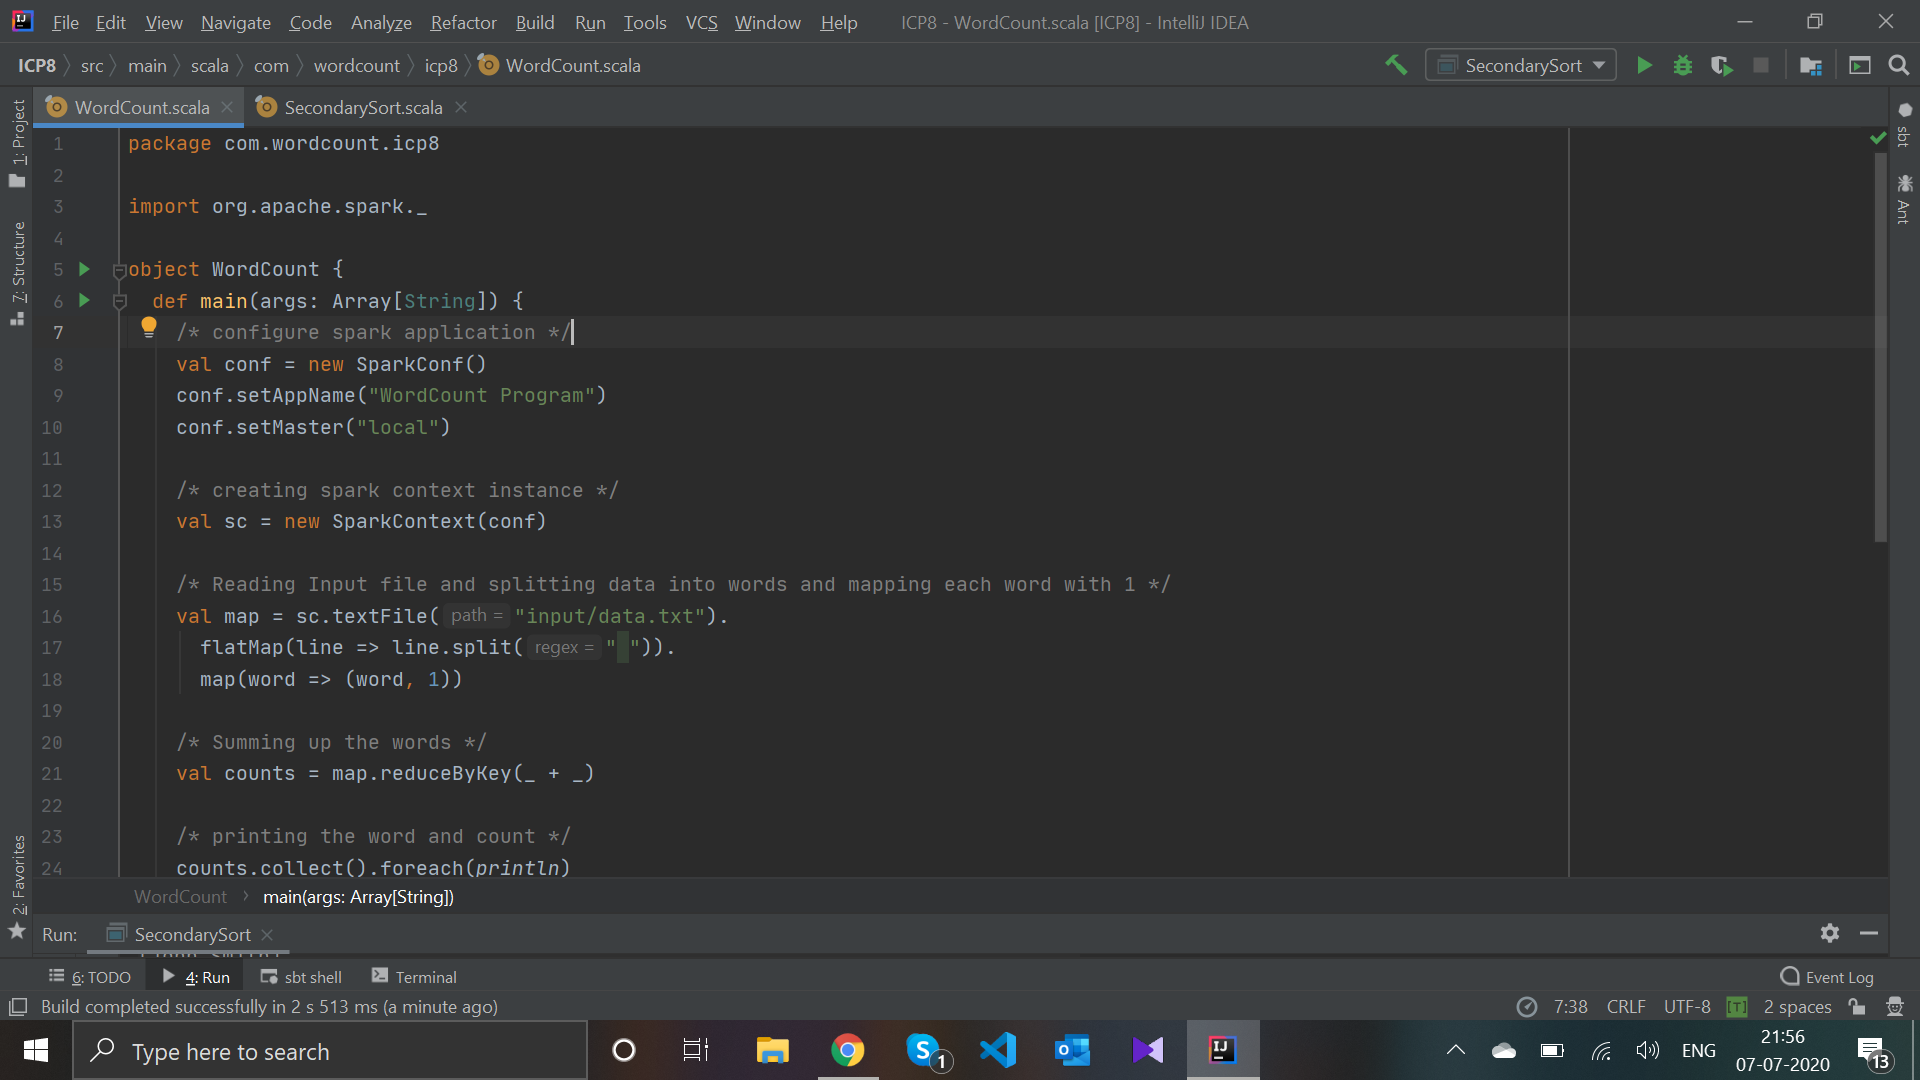 File Edit View Navigate Code Analyze Refactor Build Run Tools VCS Window Help ICP8 - WordCount.scala [ICP8] - IntelliJ IDEA
ICP8 src main scala com wordcount icp8 WordCount.scala SecondarySort
WordCount.scala SecondarySort.scala
1: Project
7: Structure
2: Favorites
sbt
Ant
1 package com.wordcount.icp8
2
3 import org.apache.spark._
4
5 object WordCount {
6 def main(args: Array[String]) {
7 /* configure spark application */
8 val conf = new SparkConf()
9 conf.setAppName("WordCount Program")
10 conf.setMaster("local")
11
12 /* creating spark context instance */
13 val sc = new SparkContext(conf)
14
15 /* Reading Input file and splitting data into words and mapping each word with 1 */
16 val map = sc.textFile( path = "input/data.txt").
17 flatMap(line => line.split( regex = " ")).
18 map(word => (word, 1))
19
20 /* Summing up the words */
21 val counts = map.reduceByKey(_ + _)
22
23 /* printing the word and count */
24 counts.collect().foreach(println)
WordCount › main(args: Array[String])
Run: SecondarySort
6: TODO 4: Run sbt shell Terminal Event Log
Build completed successfully in 2 s 513 ms (a minute ago) 7:38 CRLF UTF-8 [T] 2 spaces
Type here to search S 1 IJ ENG 21:56
07-07-2020 13